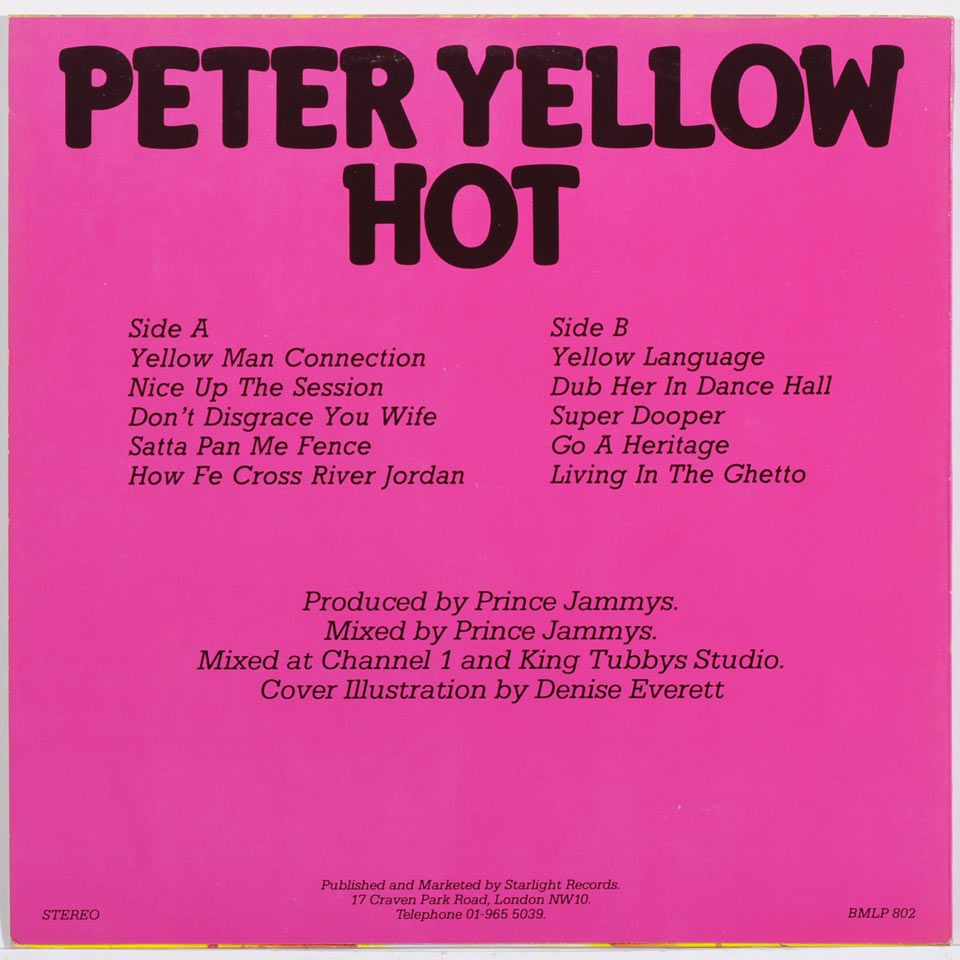 PETER YELLOW
HOT
Side A
Yellow Man Connection
Nice Up The Session
Don't Disgrace You Wife
Satta Pan Me Fence
How Fe Cross River Jordan
Side B
Yellow Language
Dub Her In Dance Hall
Super Dooper
Go A Heritage
Living In The Ghetto
Produced by Prince Jammys.
Mixed by Prince Jammys.
Mixed at Channel 1 and King Tubbys Studio.
Cover Illustration by Denise Everett
Published and Marketed by Starlight Records.
17 Craven Park Road, London NW10.
Telephone 01-965 5039.
STEREO
BMLP 802